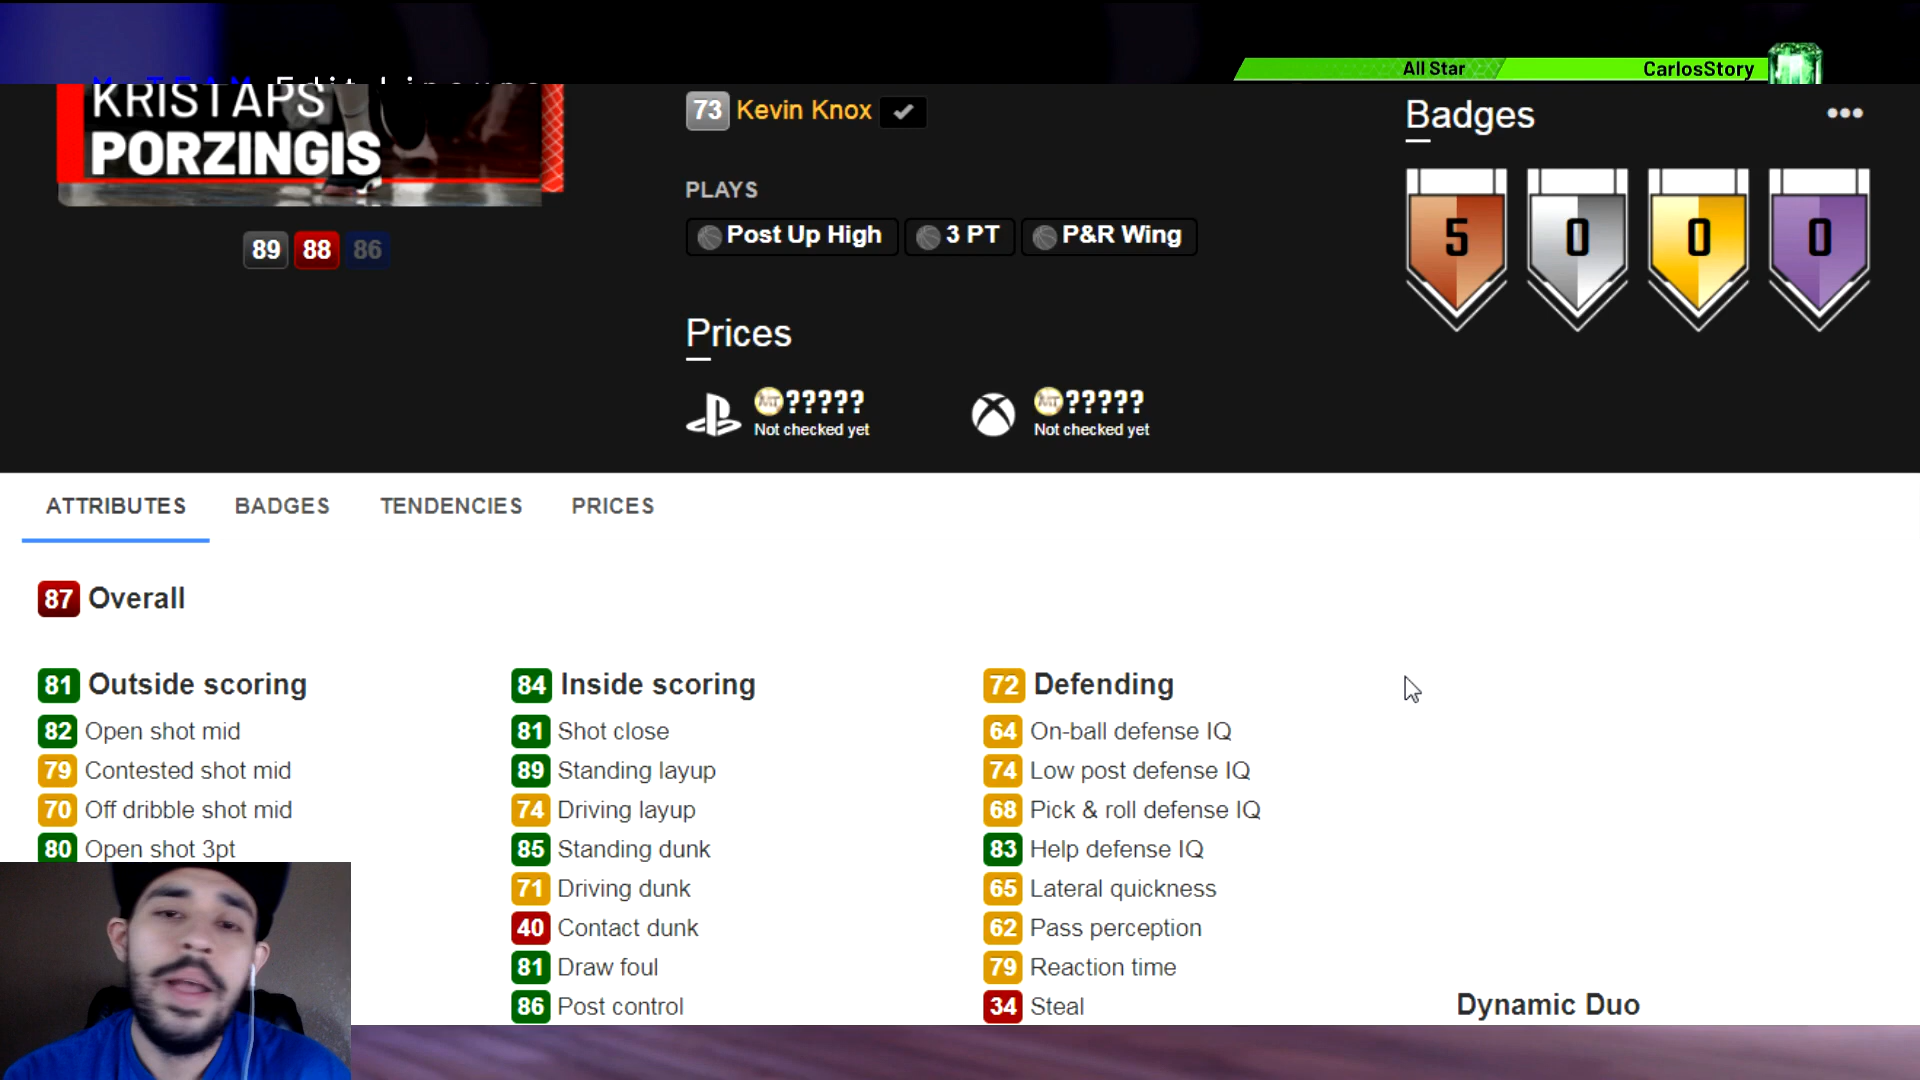 All Star
CarlosStory
MyTEAM Edit Lineups
KRISTAPS
PORZINGIS
89 88 86
73 Kevin Knox
PLAYS
Post Up High
3 PT
P&R Wing
Prices
MT ?????
Not checked yet
MT ?????
Not checked yet
Badges
5 0 0 0
ATTRIBUTES BADGES TENDENCIES PRICES
87 Overall
81 Outside scoring
82 Open shot mid
79 Contested shot mid
70 Off dribble shot mid
80 Open shot 3pt
84 Inside scoring
81 Shot close
89 Standing layup
74 Driving layup
85 Standing dunk
71 Driving dunk
40 Contact dunk
81 Draw foul
86 Post control
72 Defending
64 On-ball defense IQ
74 Low post defense IQ
68 Pick & roll defense IQ
83 Help defense IQ
65 Lateral quickness
62 Pass perception
79 Reaction time
34 Steal
Dynamic Duo